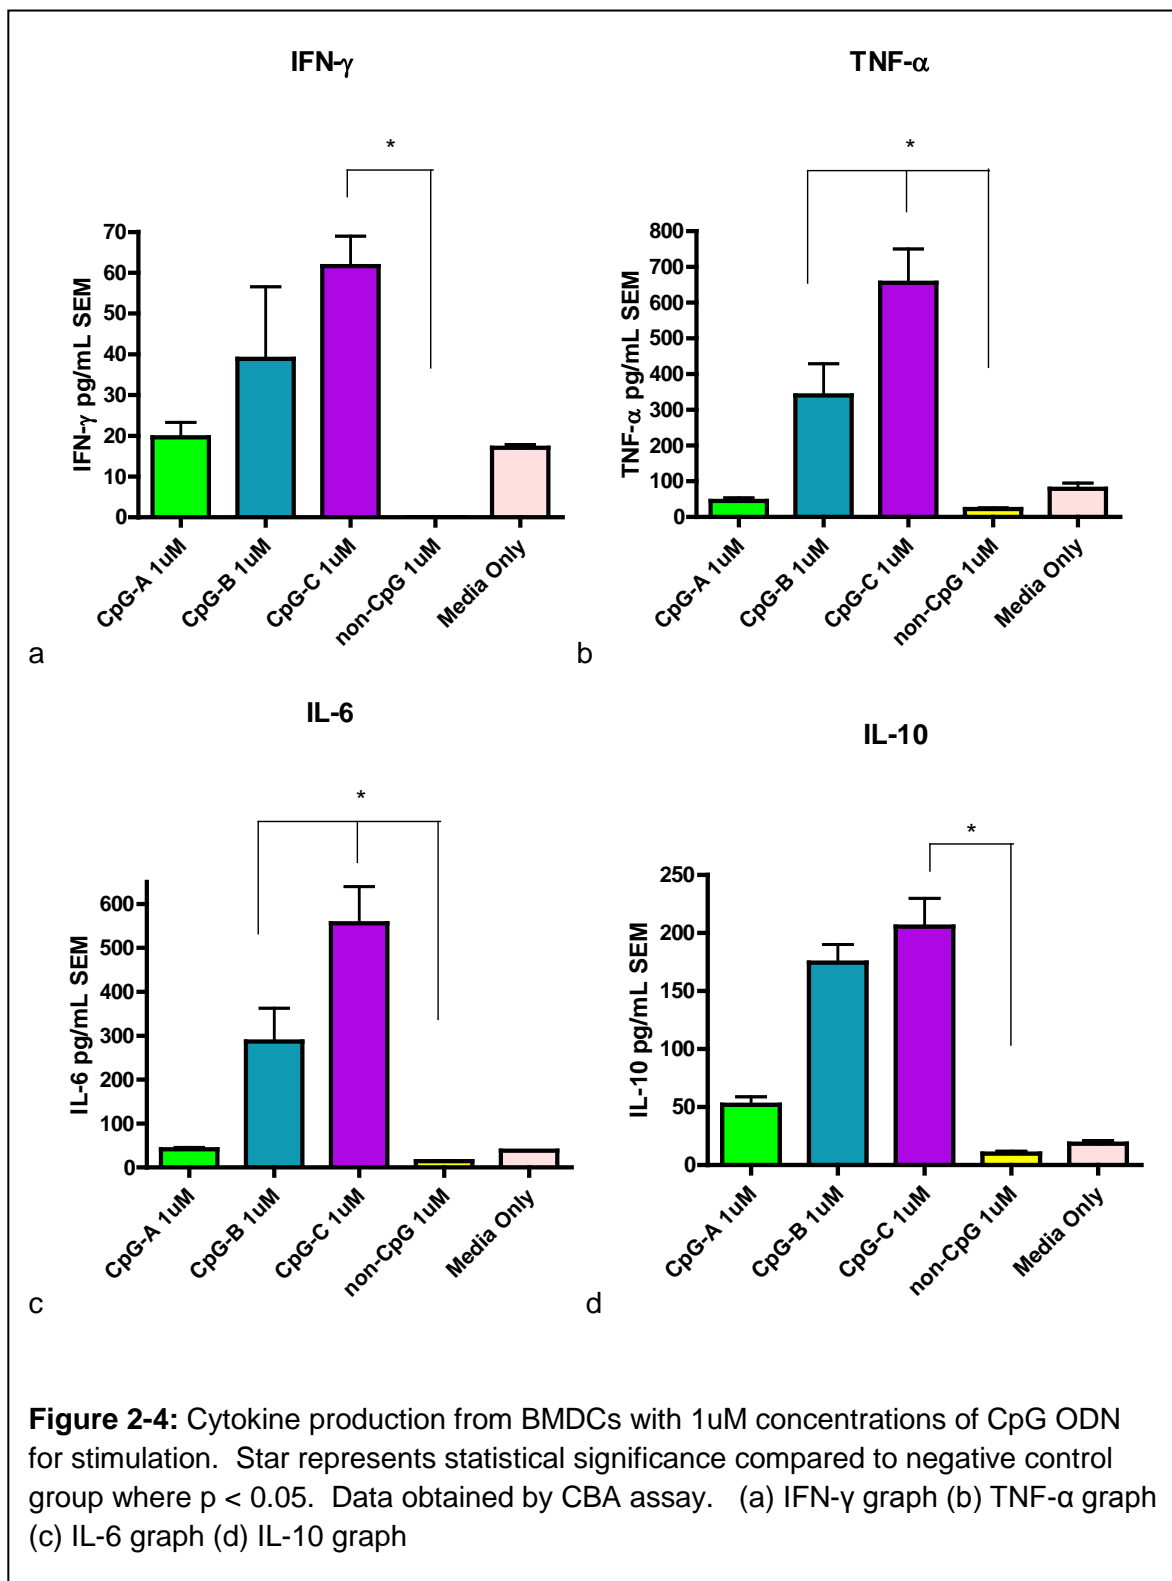 IFN-γ
*
IFN-γ pg/mL SEM
70
60
50
40
30
20
10
0
CpG-A 1uM
CpG-B 1uM
CpG-C 1uM
non-CpG 1uM
Media Only
a
TNF-α
*
TNF-α pg/mL SEM
800
700
600
500
400
300
200
100
0
CpG-A 1uM
CpG-B 1uM
CpG-C 1uM
non-CpG 1uM
Media Only
b
IL-6
*
IL-6 pg/mL SEM
600
500
400
300
200
100
0
CpG-A 1uM
CpG-B 1uM
CpG-C 1uM
non-CpG 1uM
Media Only
c
IL-10
*
IL-10 pg/mL SEM
250
200
150
100
50
0
CpG-A 1uM
CpG-B 1uM
CpG-C 1uM
non-CpG 1uM
Media Only
d
Figure 2-4: Cytokine production from BMDCs with 1uM concentrations of CpG ODN
for stimulation.  Star represents statistical significance compared to negative control
group where p < 0.05.  Data obtained by CBA assay.   (a) IFN-γ graph (b) TNF-α graph
(c) IL-6 graph (d) IL-10 graph